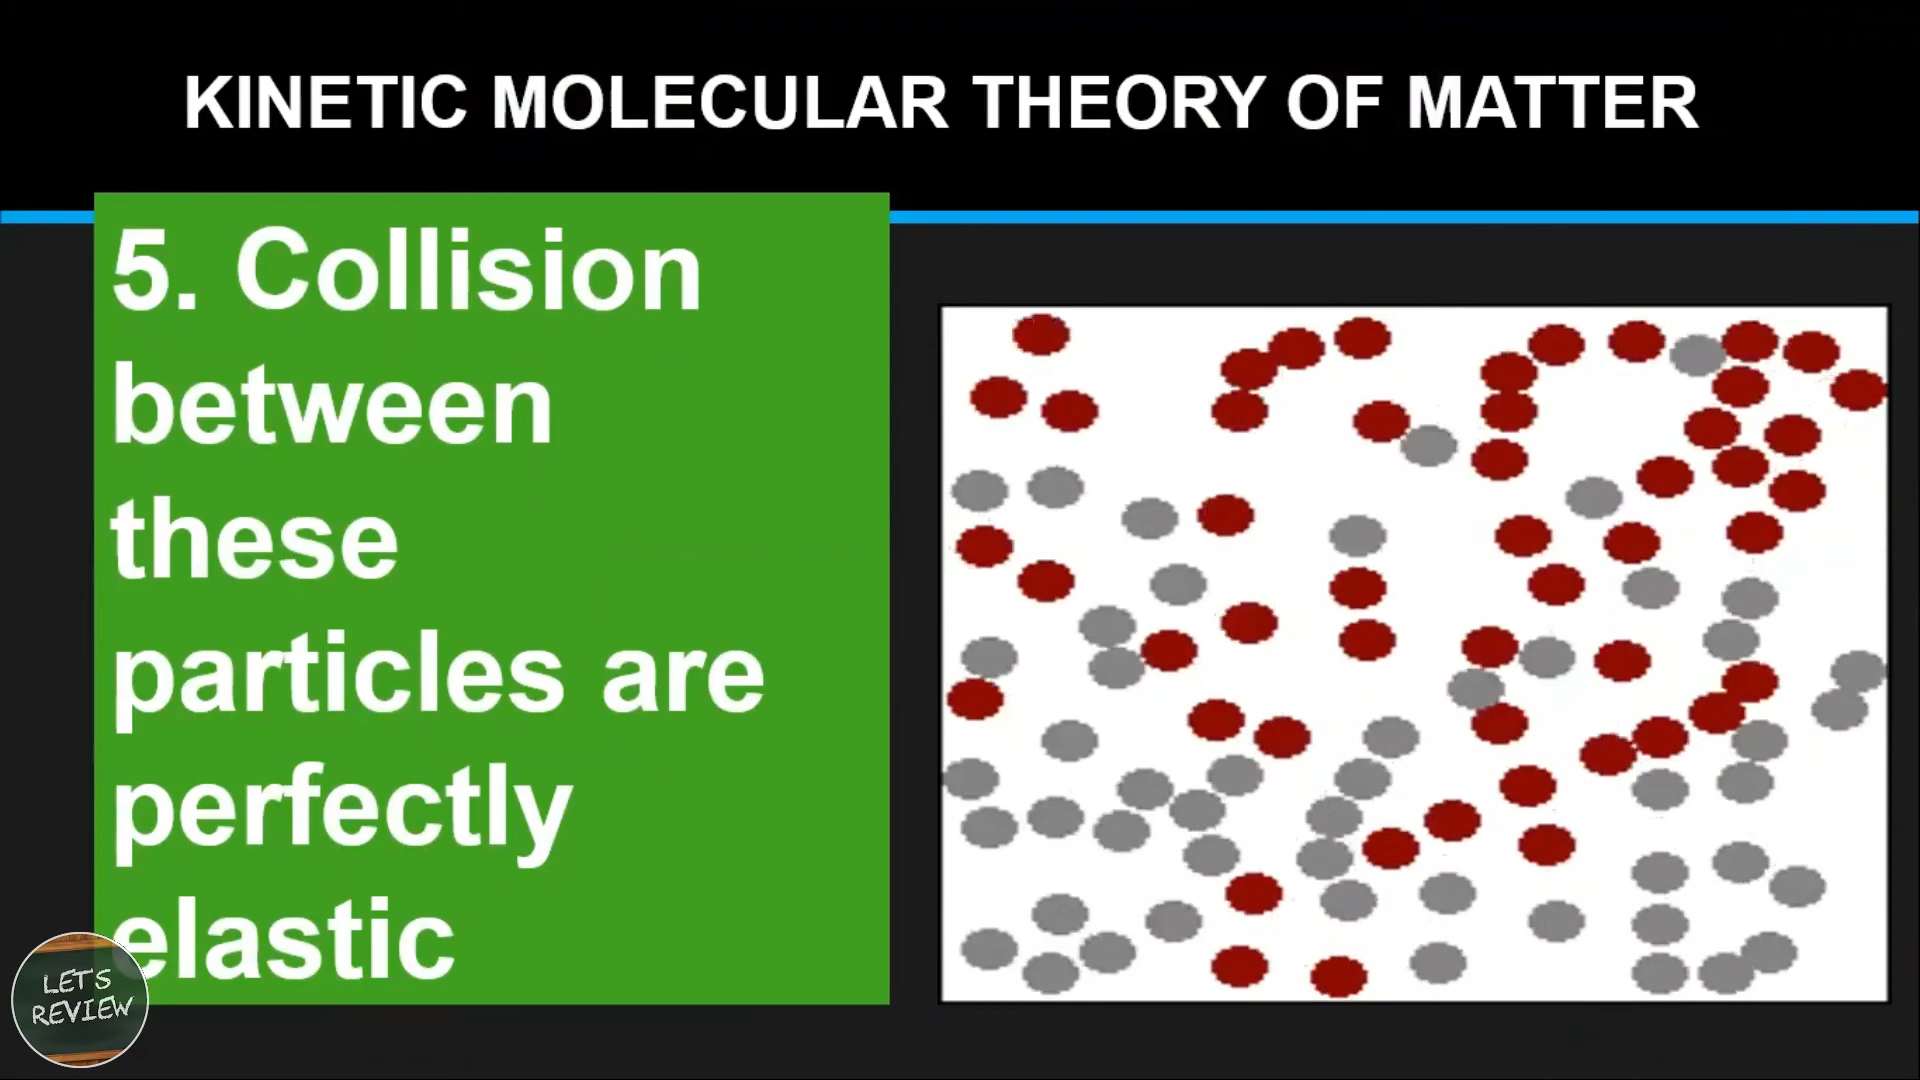 KINETIC MOLECULAR THEORY OF MATTER
5. Collision
between
these
particles are
perfectly
elastic
LET'S
REVIEW